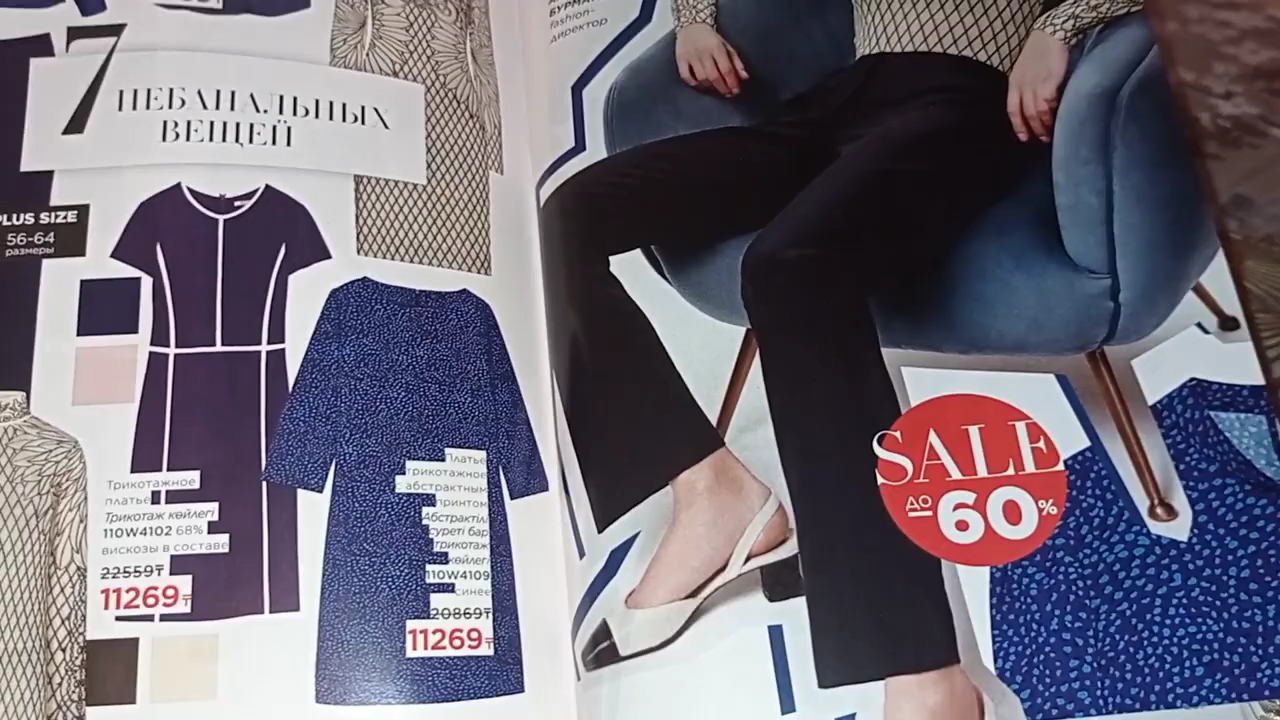 БУРМА
fashion-
директор
7 НЕБАНАЛЬНЫХ
ВЕЩЕЙ
PLUS SIZE
56-64
размеры
Трикотажное
платье
Трикотаж көйлегі
110W4102 68%
вискозы в составе
22559₸
11269₸
Платье
трикотажное
с абстрактным
принтом
Абстрактілі
суреті бар
трикотаж
көйлегі
110W4109
синее
20869₸
11269₸
SALE
до
60%